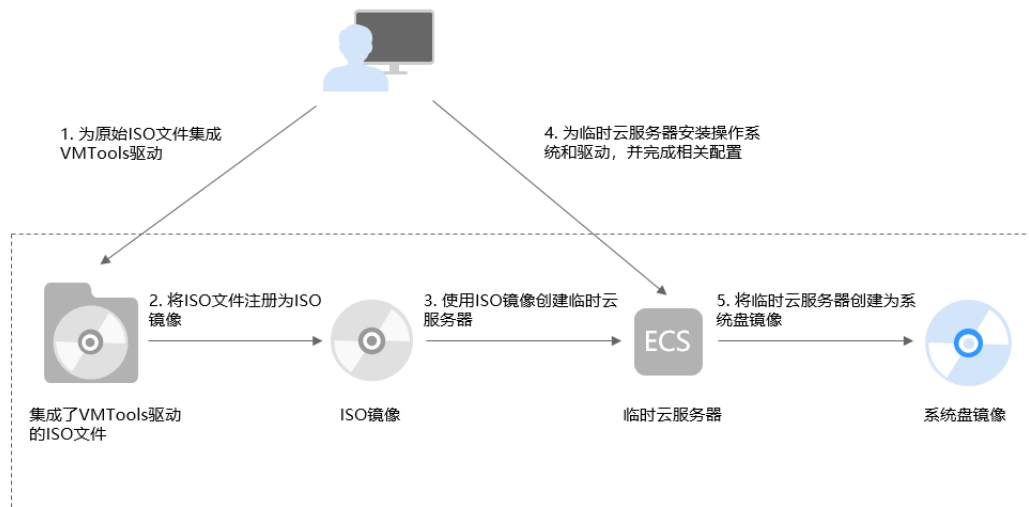 1. 为原始ISO文件集成
VMTools驱动
4. 为临时云服务器安装操作系
统和驱动，并完成相关配置
2. 将ISO文件注册为ISO
镜像
3. 使用ISO镜像创建临时云
服务器
ECS
5. 将临时云服务器创建为系
统盘镜像
集成了VMTools驱动
的ISO文件
ISO镜像
临时云服务器
系统盘镜像